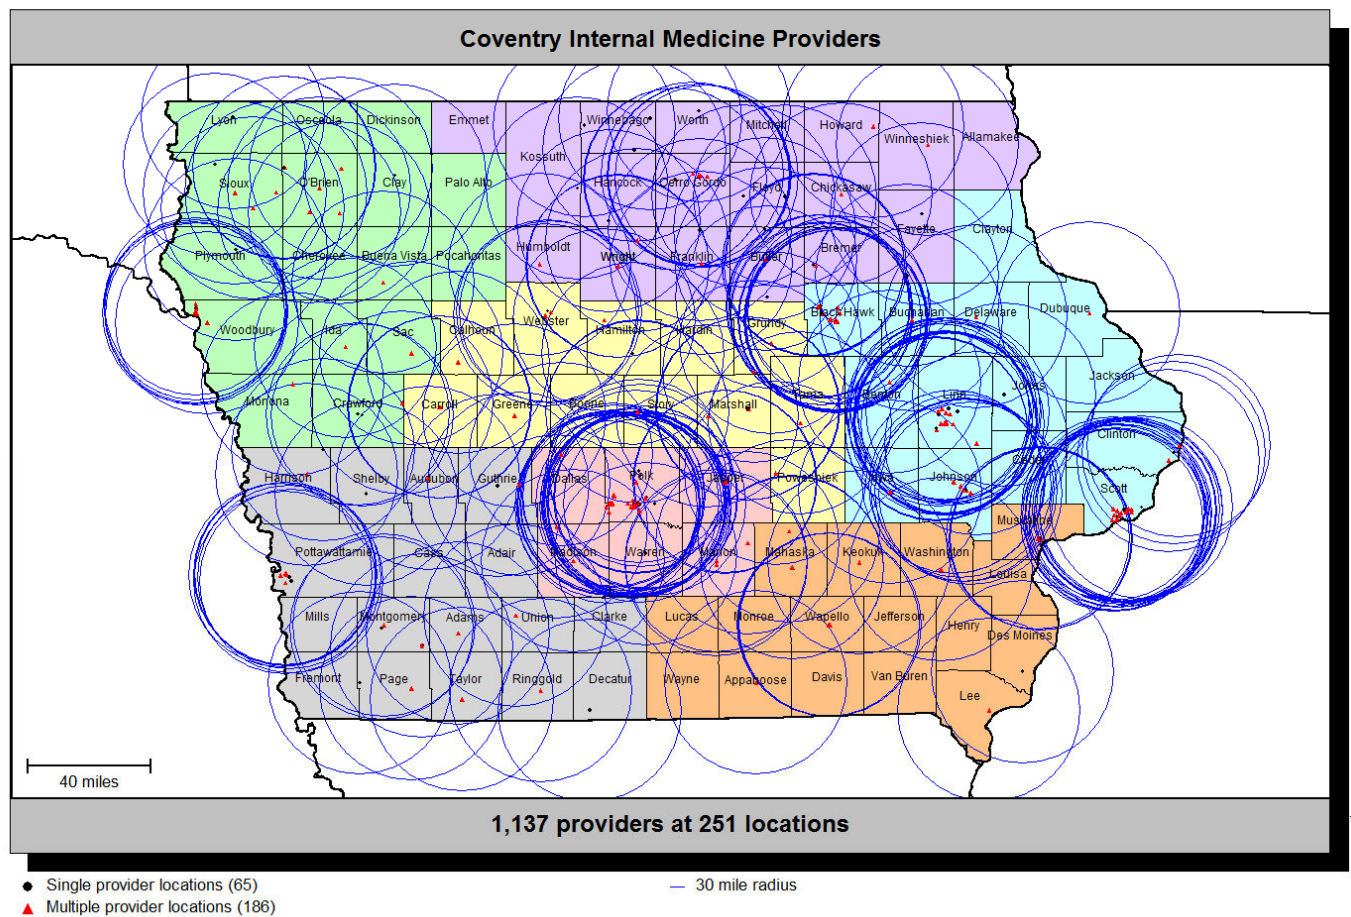 Coventry Internal Medicine Providers
Lyon Osceola Dickinson Emmet Winnebago Worth Mitchell Howard Winneshiek Allamakee
Kossuth
Sioux O'Brien Clay Palo Alto Hancock Cerro Gordo Floyd Chickasaw
Plymouth Cherokee Buena Vista Pocahontas Humboldt Wright Franklin Butler Bremer Fayette Clayton
Woodbury Ida Sac Calhoun Webster Hamilton Hardin Grundy Black Hawk Buchanan Delaware Dubuque
Monona Crawford Carroll Greene Boone Story Marshall Tama Benton Linn Jones Jackson
Clinton
Cedar
Harrison Shelby Audubon Guthrie Dallas Polk Jasper Poweshiek Iowa Johnson Scott
Muscatine
Pottawattamie Cass Adair Madison Warren Marion Mahaska Keokuk Washington
Louisa
Mills Montgomery Adams Union Clarke Lucas Monroe Wapello Jefferson Henry Des Moines
Fremont Page Taylor Ringgold Decatur Wayne Appanoose Davis Van Buren
Lee
40 miles
1,137 providers at 251 locations
Single provider locations (65) 30 mile radius
Multiple provider locations (186)